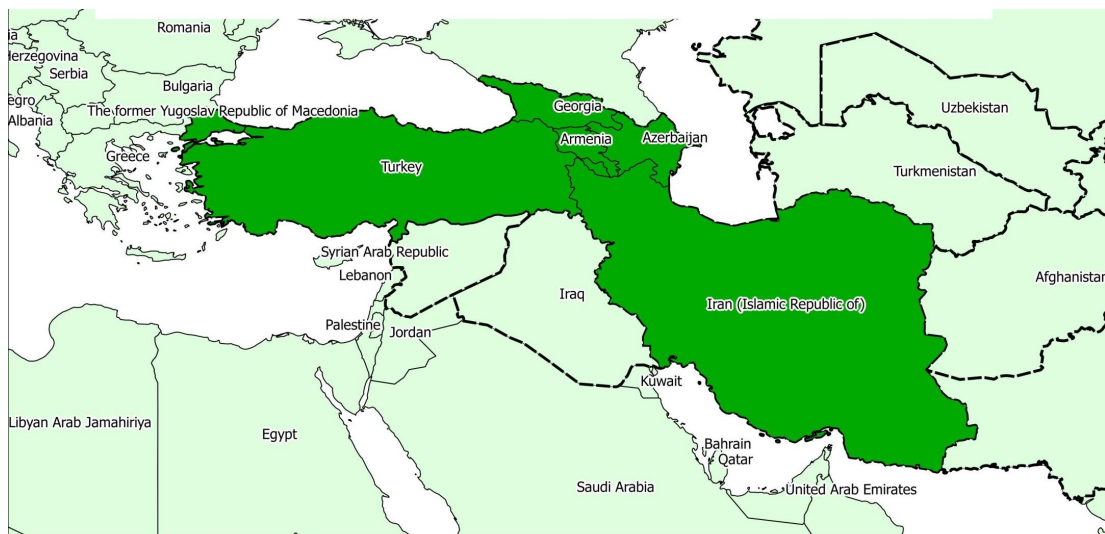 Romania
ia
Herzegovina
Serbia
Bulgaria
egro
The former Yugoslav Republic of Macedonia
Albania
Greece
Turkey
Georgia
Armenia
Azerbaijan
Uzbekistan
Turkmenistan
Syrian Arab Republic
Lebanon
Iraq
Iran (Islamic Republic of)
Afghanistan
Palestine
Jordan
Kuwait
Libyan Arab Jamahiriya
Egypt
Bahrain
Qatar
Saudi Arabia
United Arab Emirates